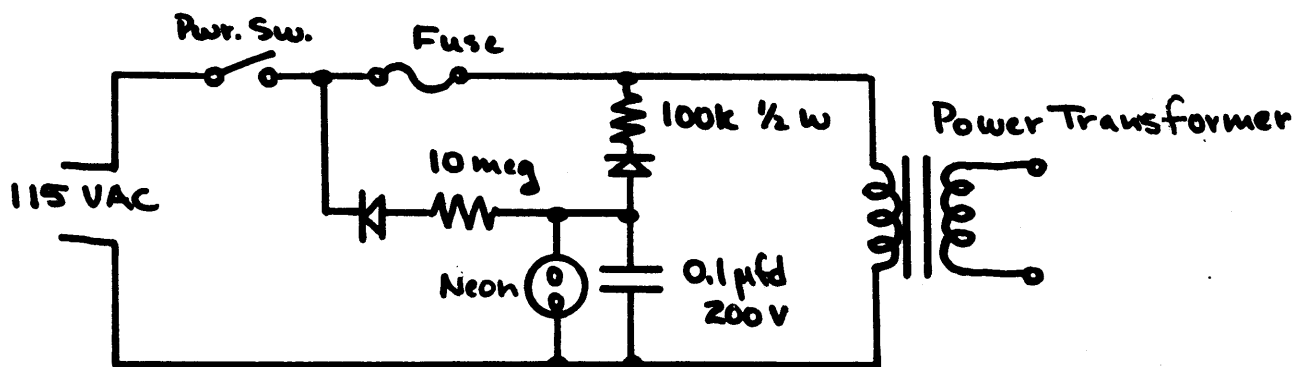 Pwr. Sw.
Fuse
100k ½ W
Power Transformer
10 meg
115 VAC
Neon
0.1 µfd
200 V